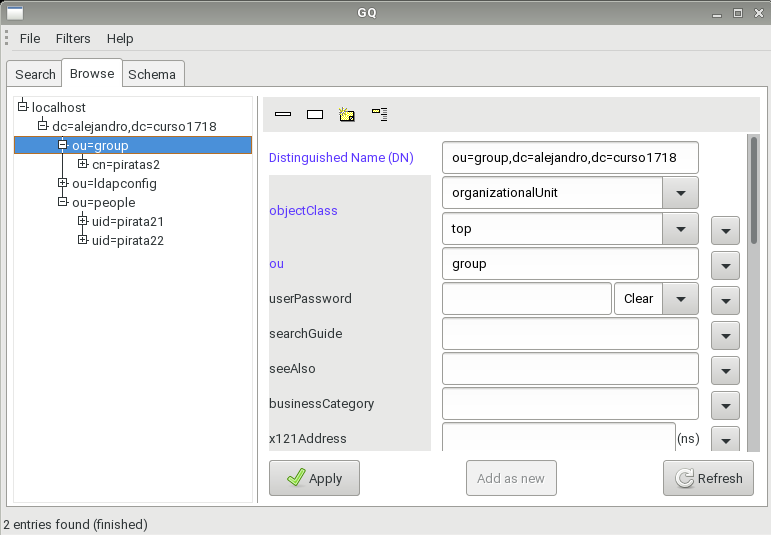 GQ
File Filters Help
Search Browse Schema
localhost
dc=alejandro,dc=curso1718
ou=group
cn=piratas2
ou=ldapconfig
ou=people
uid=pirata21
uid=pirata22
Distinguished Name (DN) ou=group,dc=alejandro,dc=curso1718
objectClass organizationalUnit
top
ou group
userPassword Clear
searchGuide
seeAlso
businessCategory
x121Address (ns)
Apply Add as new Refresh
2 entries found (finished)